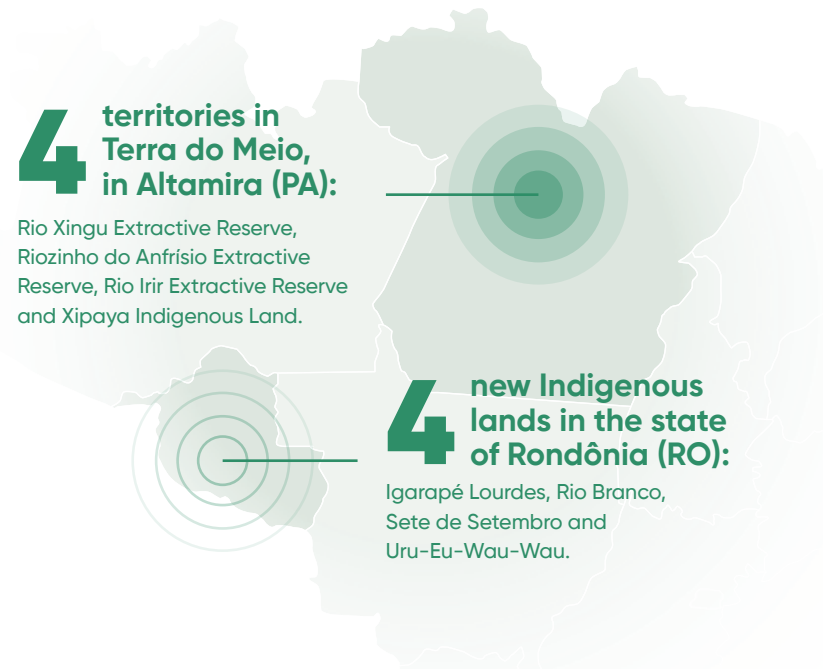 4 territories in
Terra do Meio,
in Altamira (PA):
Rio Xingu Extractive Reserve,
Riozinho do Anfrísio Extractive
Reserve, Rio Irir Extractive Reserve
and Xipaya Indigenous Land.
4 new Indigenous
lands in the state
of Rondônia (RO):
Igarapé Lourdes, Rio Branco,
Sete de Setembro and
Uru-Eu-Wau-Wau.